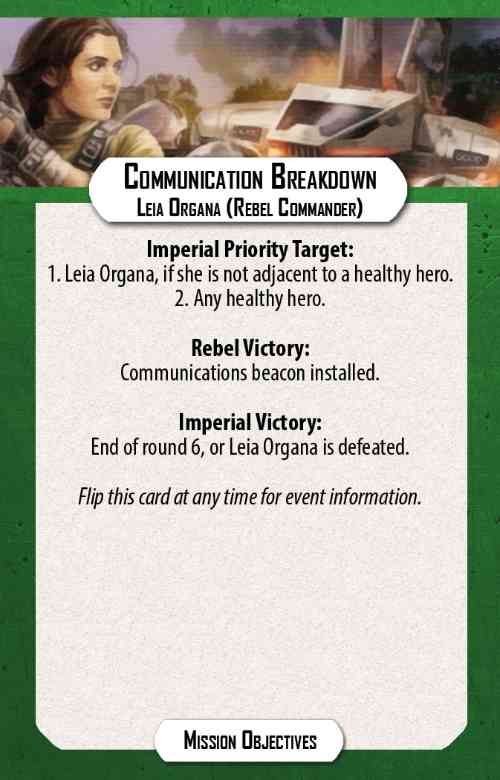 Communication Breakdown
Leia Organa (Rebel Commander)
Imperial Priority Target:
1. Leia Organa, if she is not adjacent to a healthy hero.
2. Any healthy hero.
Rebel Victory:
Communications beacon installed.
Imperial Victory:
End of round 6, or Leia Organa is defeated.
Flip this card at any time for event information.
Mission Objectives